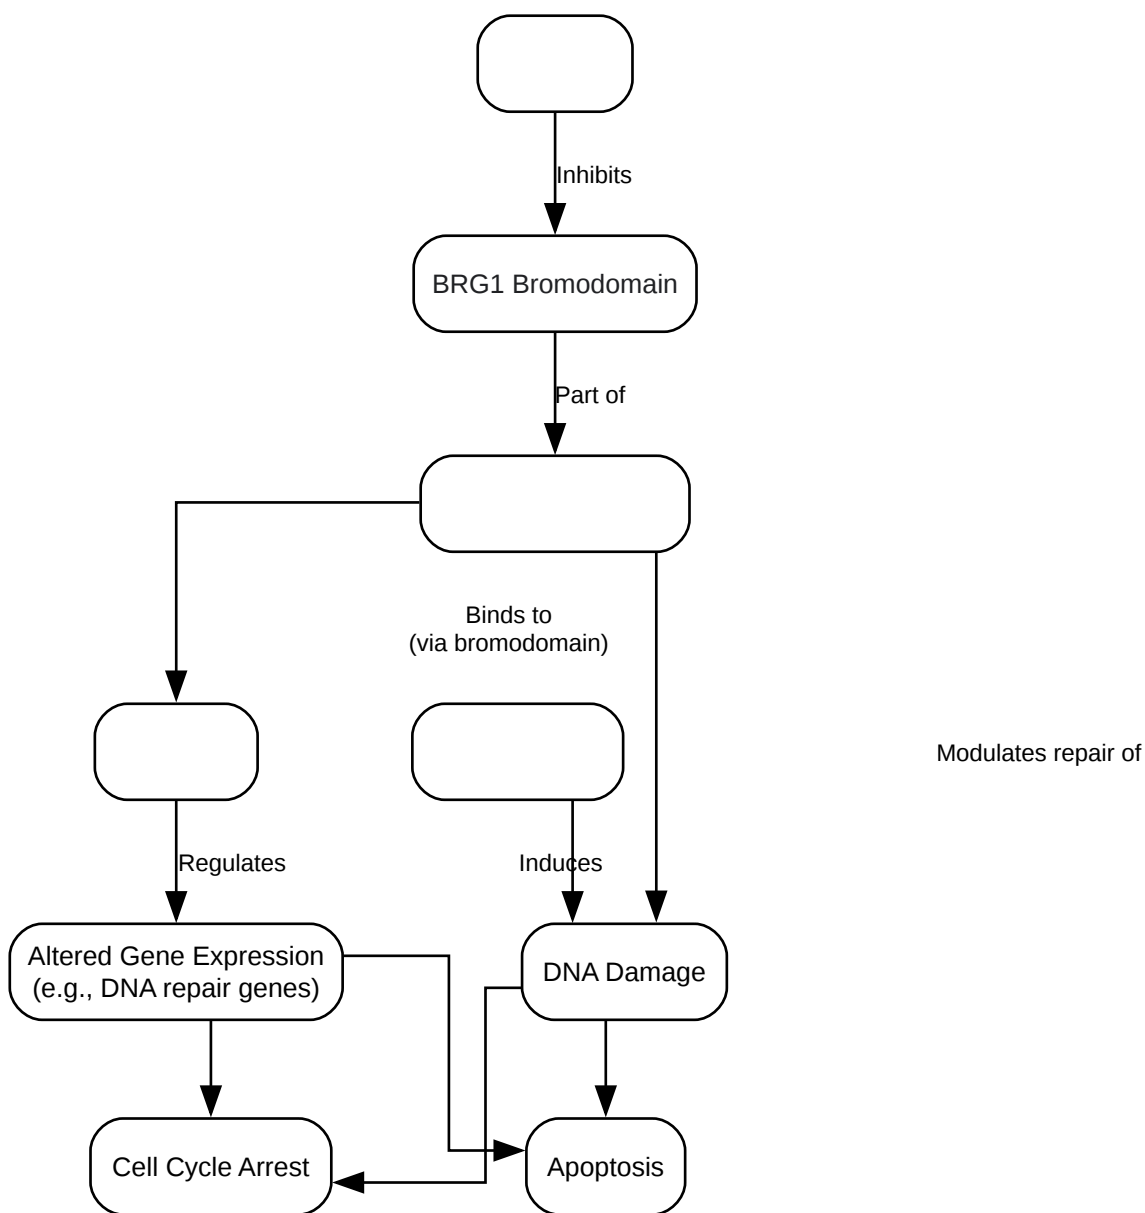 Inhibits
BRG1 Bromodomain
Part of
Binds to
(via bromodomain)
Modulates repair of
Regulates
Induces
Altered Gene Expression
(e.g., DNA repair genes)
DNA Damage
Cell Cycle Arrest
Apoptosis